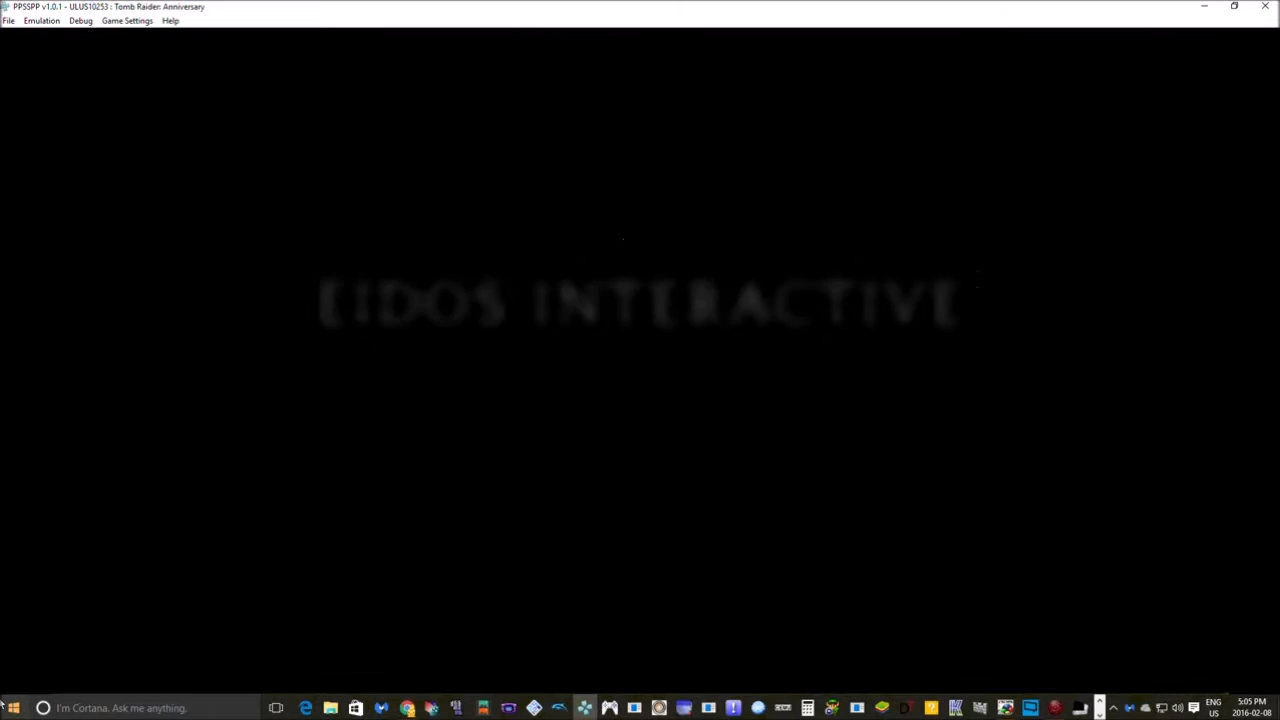 PPSSPP v1.0.1 - ULUS10253 : Tomb Raider: Anniversary
File Emulation Debug Game Settings Help
EIDOS INTERACTIVE
I'm Cortana. Ask me anything.
ENG 5:05 PM
US 2016-02-08